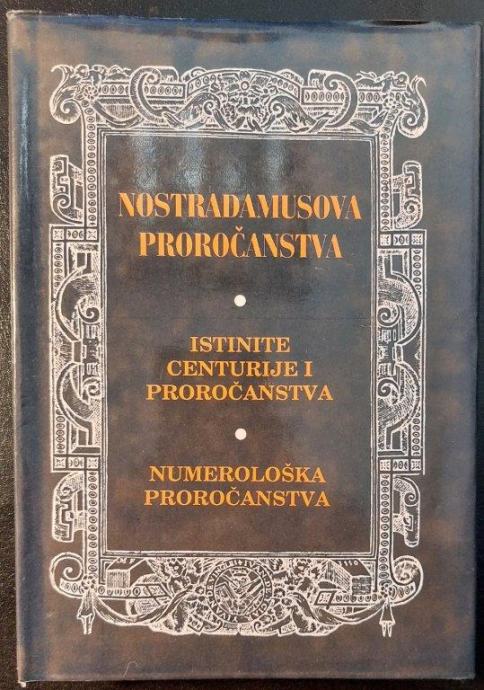 NOSTRADAMUSOVA
PROROČANSTVA
ISTINITE
CENTURIJE I
PROROČANSTVA
NUMEROLOŠKA
PROROČANSTVA